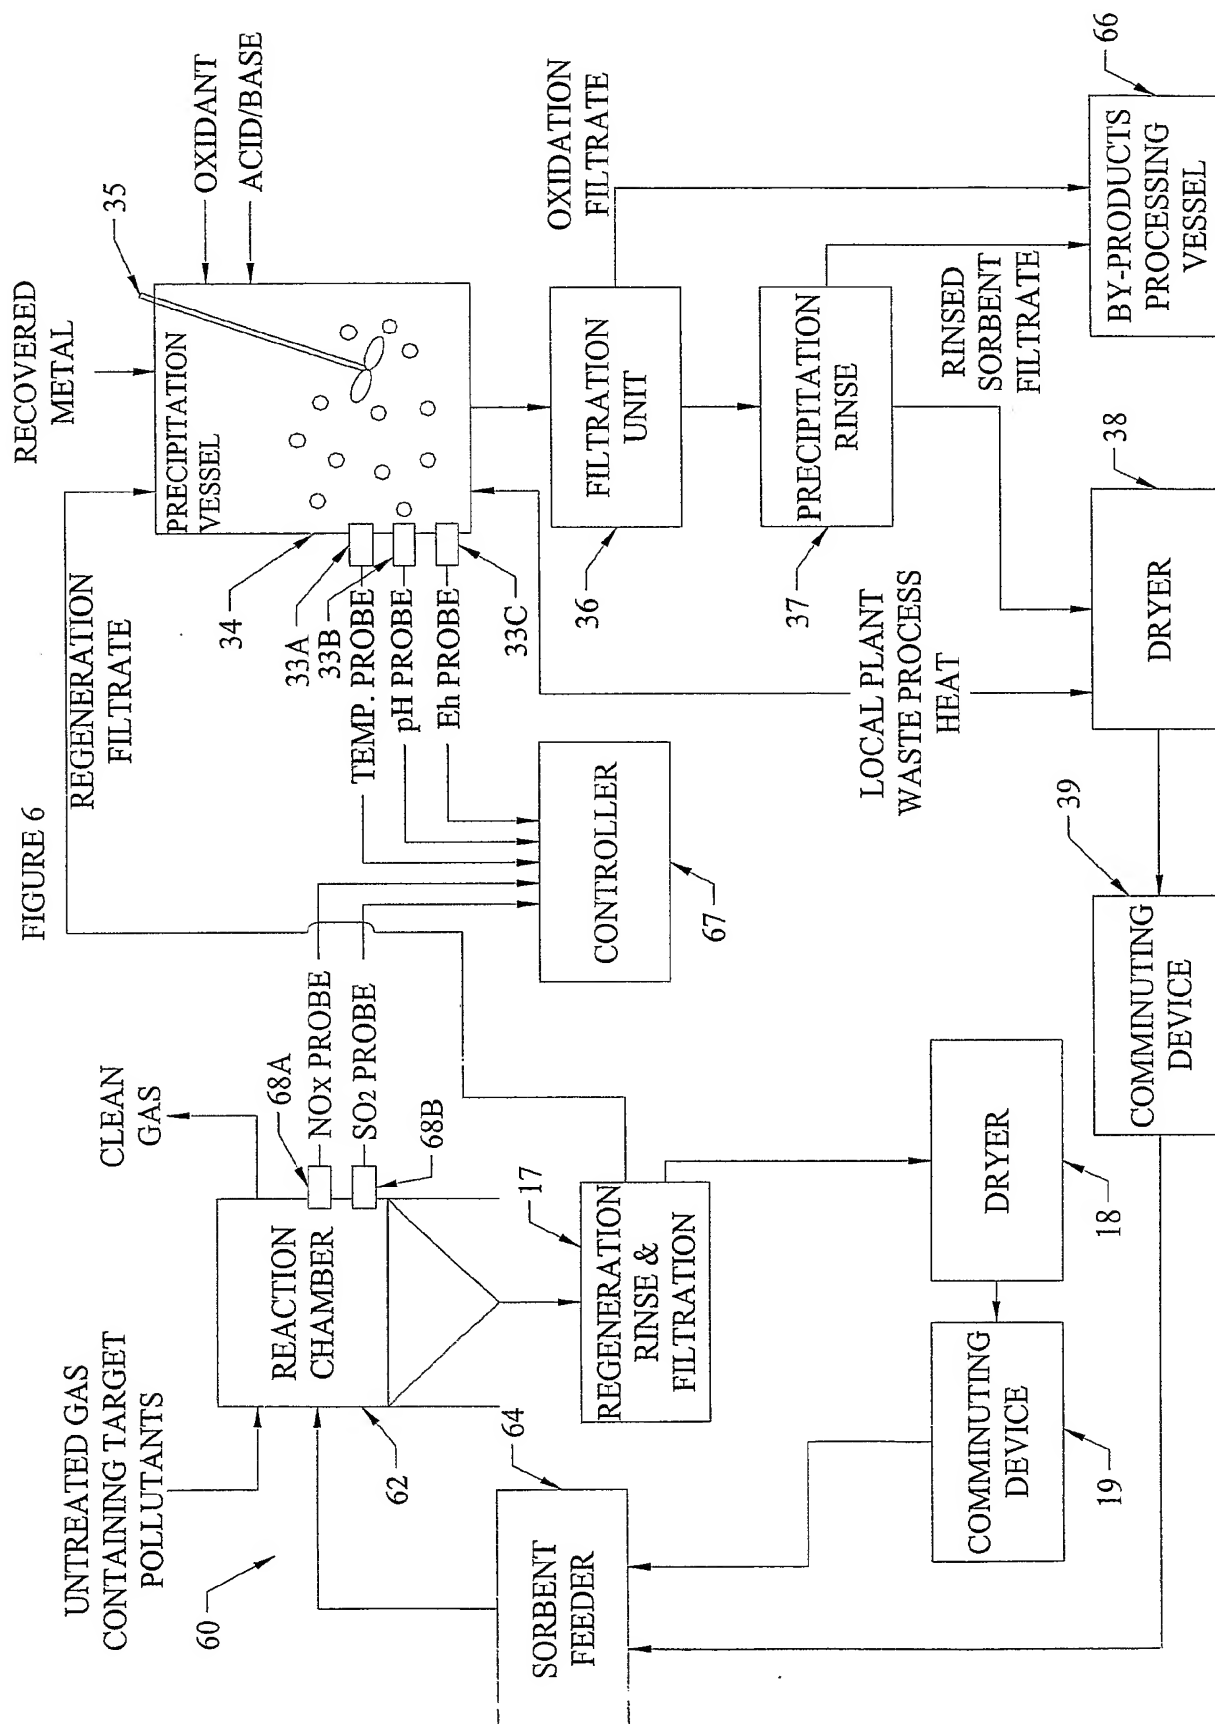 FIGURE 6
UNTREATED GAS
CONTAINING TARGET
POLLUTANTS
60
62
REACTION
CHAMBER
CLEAN
GAS
68A
NOx PROBE
SO2 PROBE
68B
REGENERATION
FILTRATE
RECOVERED
METAL
35
OXIDANT
ACID/BASE
PRECIPITATION
VESSEL
34
33A
33B
TEMP. PROBE
pH PROBE
Eh PROBE
33C
CONTROLLER
67
64
SORBENT
FEEDER
17
REGENERATION
RINSE &
FILTRATION
DRYER
18
COMMINUTING
DEVICE
19
36
FILTRATION
UNIT
OXIDATION
FILTRATE
37
PRECIPITATION
RINSE
RINSED
SORBENT
FILTRATE
66
BY-PRODUCTS
PROCESSING
VESSEL
LOCAL PLANT
WASTE PROCESS
HEAT
38
DRYER
39
COMMINUTING
DEVICE